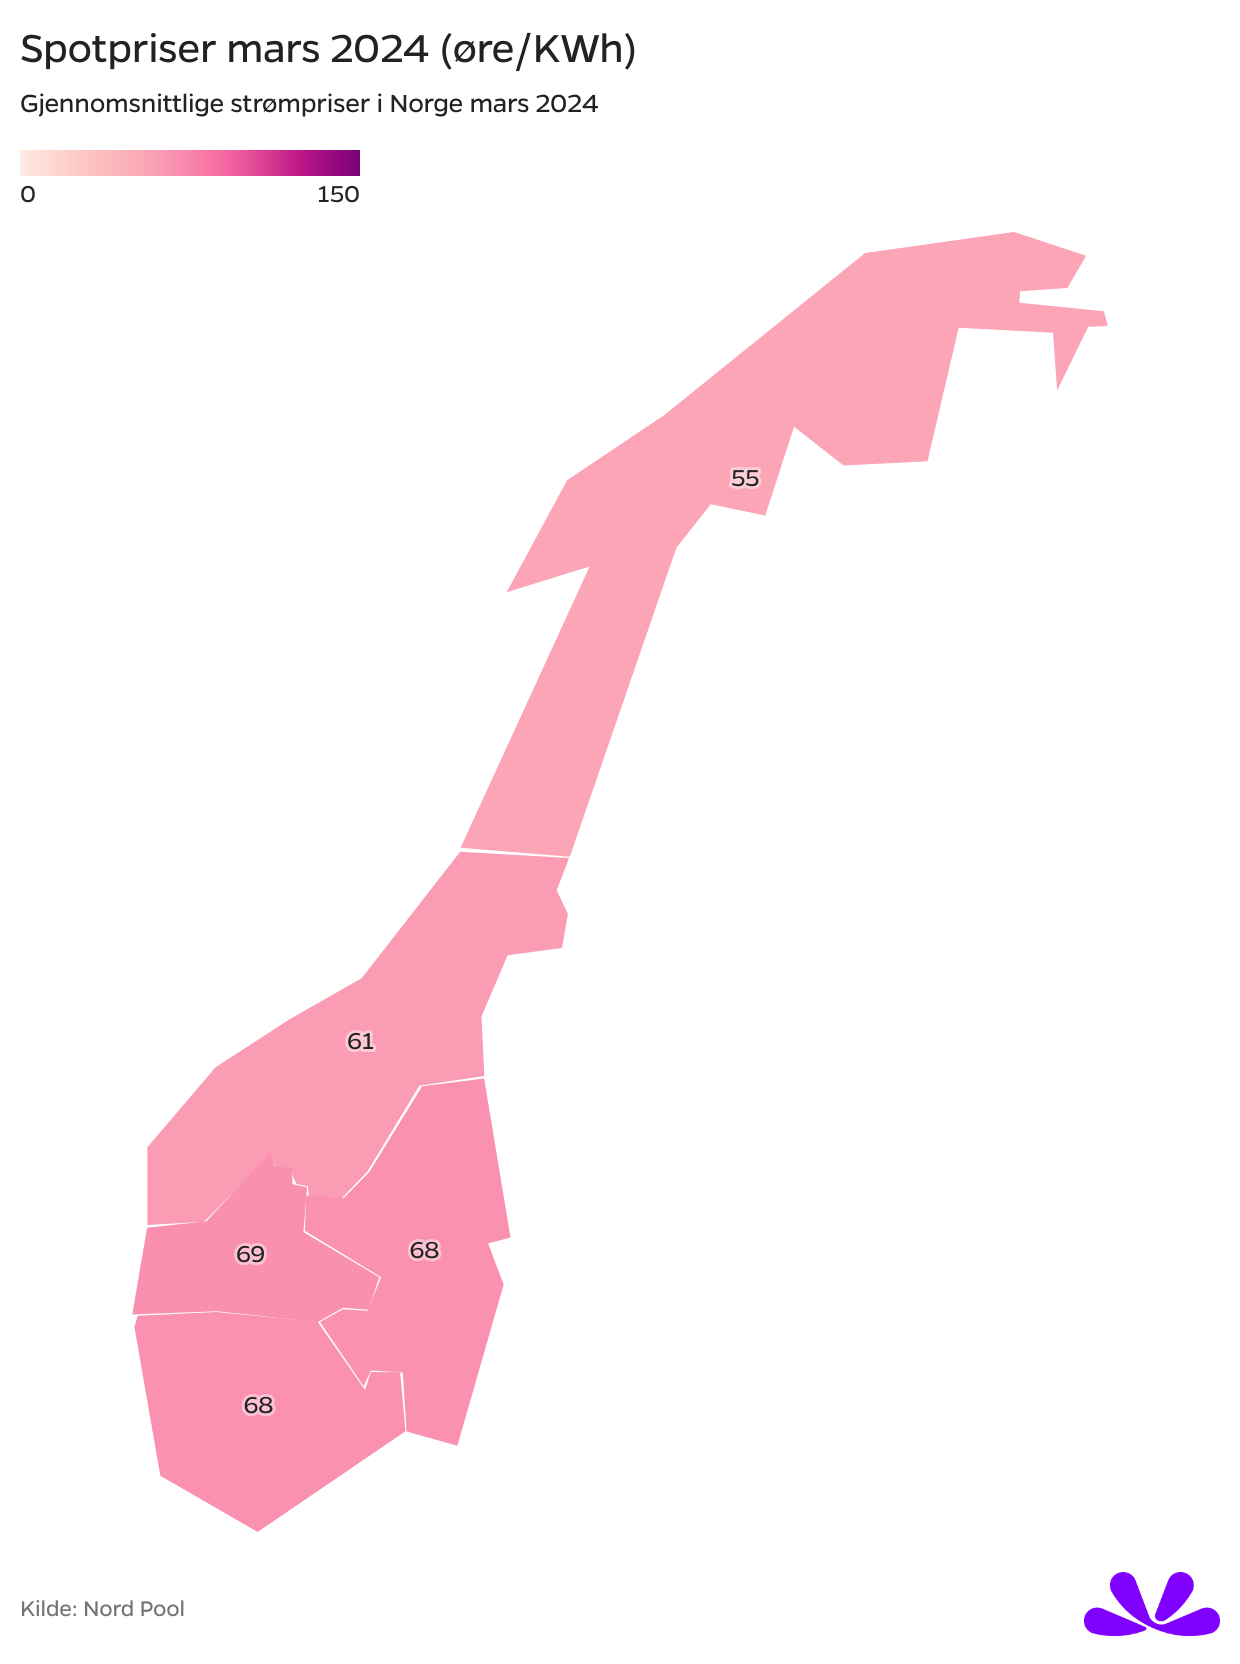 Spotpriser mars 2024 (øre/KWh)
Gjennomsnittlige strømpriser i Norge mars 2024
0 150
55
61
69
68
68
Kilde: Nord Pool